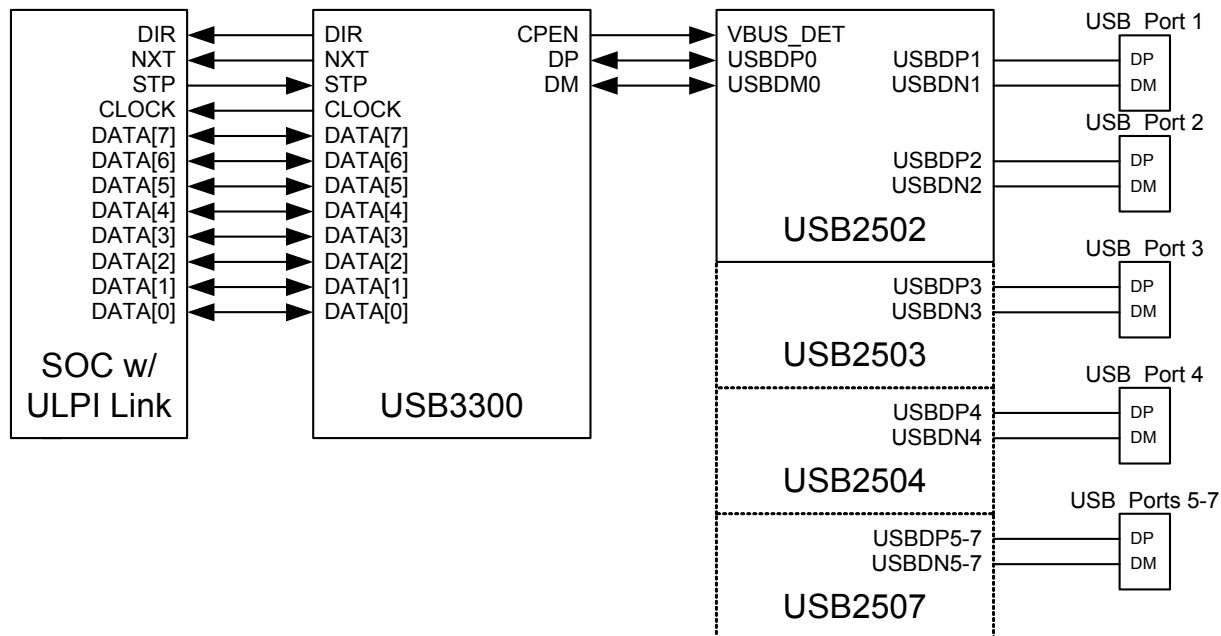 DIR
NXT
STP
CLOCK
DATA[7]
DATA[6]
DATA[5]
DATA[4]
DATA[3]
DATA[2]
DATA[1]
DATA[0]
SOC w/
ULPI Link
DIR
NXT
STP
CLOCK
DATA[7]
DATA[6]
DATA[5]
DATA[4]
DATA[3]
DATA[2]
DATA[1]
DATA[0]
CPEN
DP
DM
USB3300
VBUS_DET
USBDP0
USBDM0
USBDP1
USBDN1
USBDP2
USBDN2
USB2502
USBDP3
USBDN3
USB2503
USBDP4
USBDN4
USB2504
USBDP5-7
USBDN5-7
USB2507
USB Port 1
DP
DM
USB Port 2
DP
DM
USB Port 3
DP
DM
USB Port 4
DP
DM
USB Ports 5-7
DP
DM